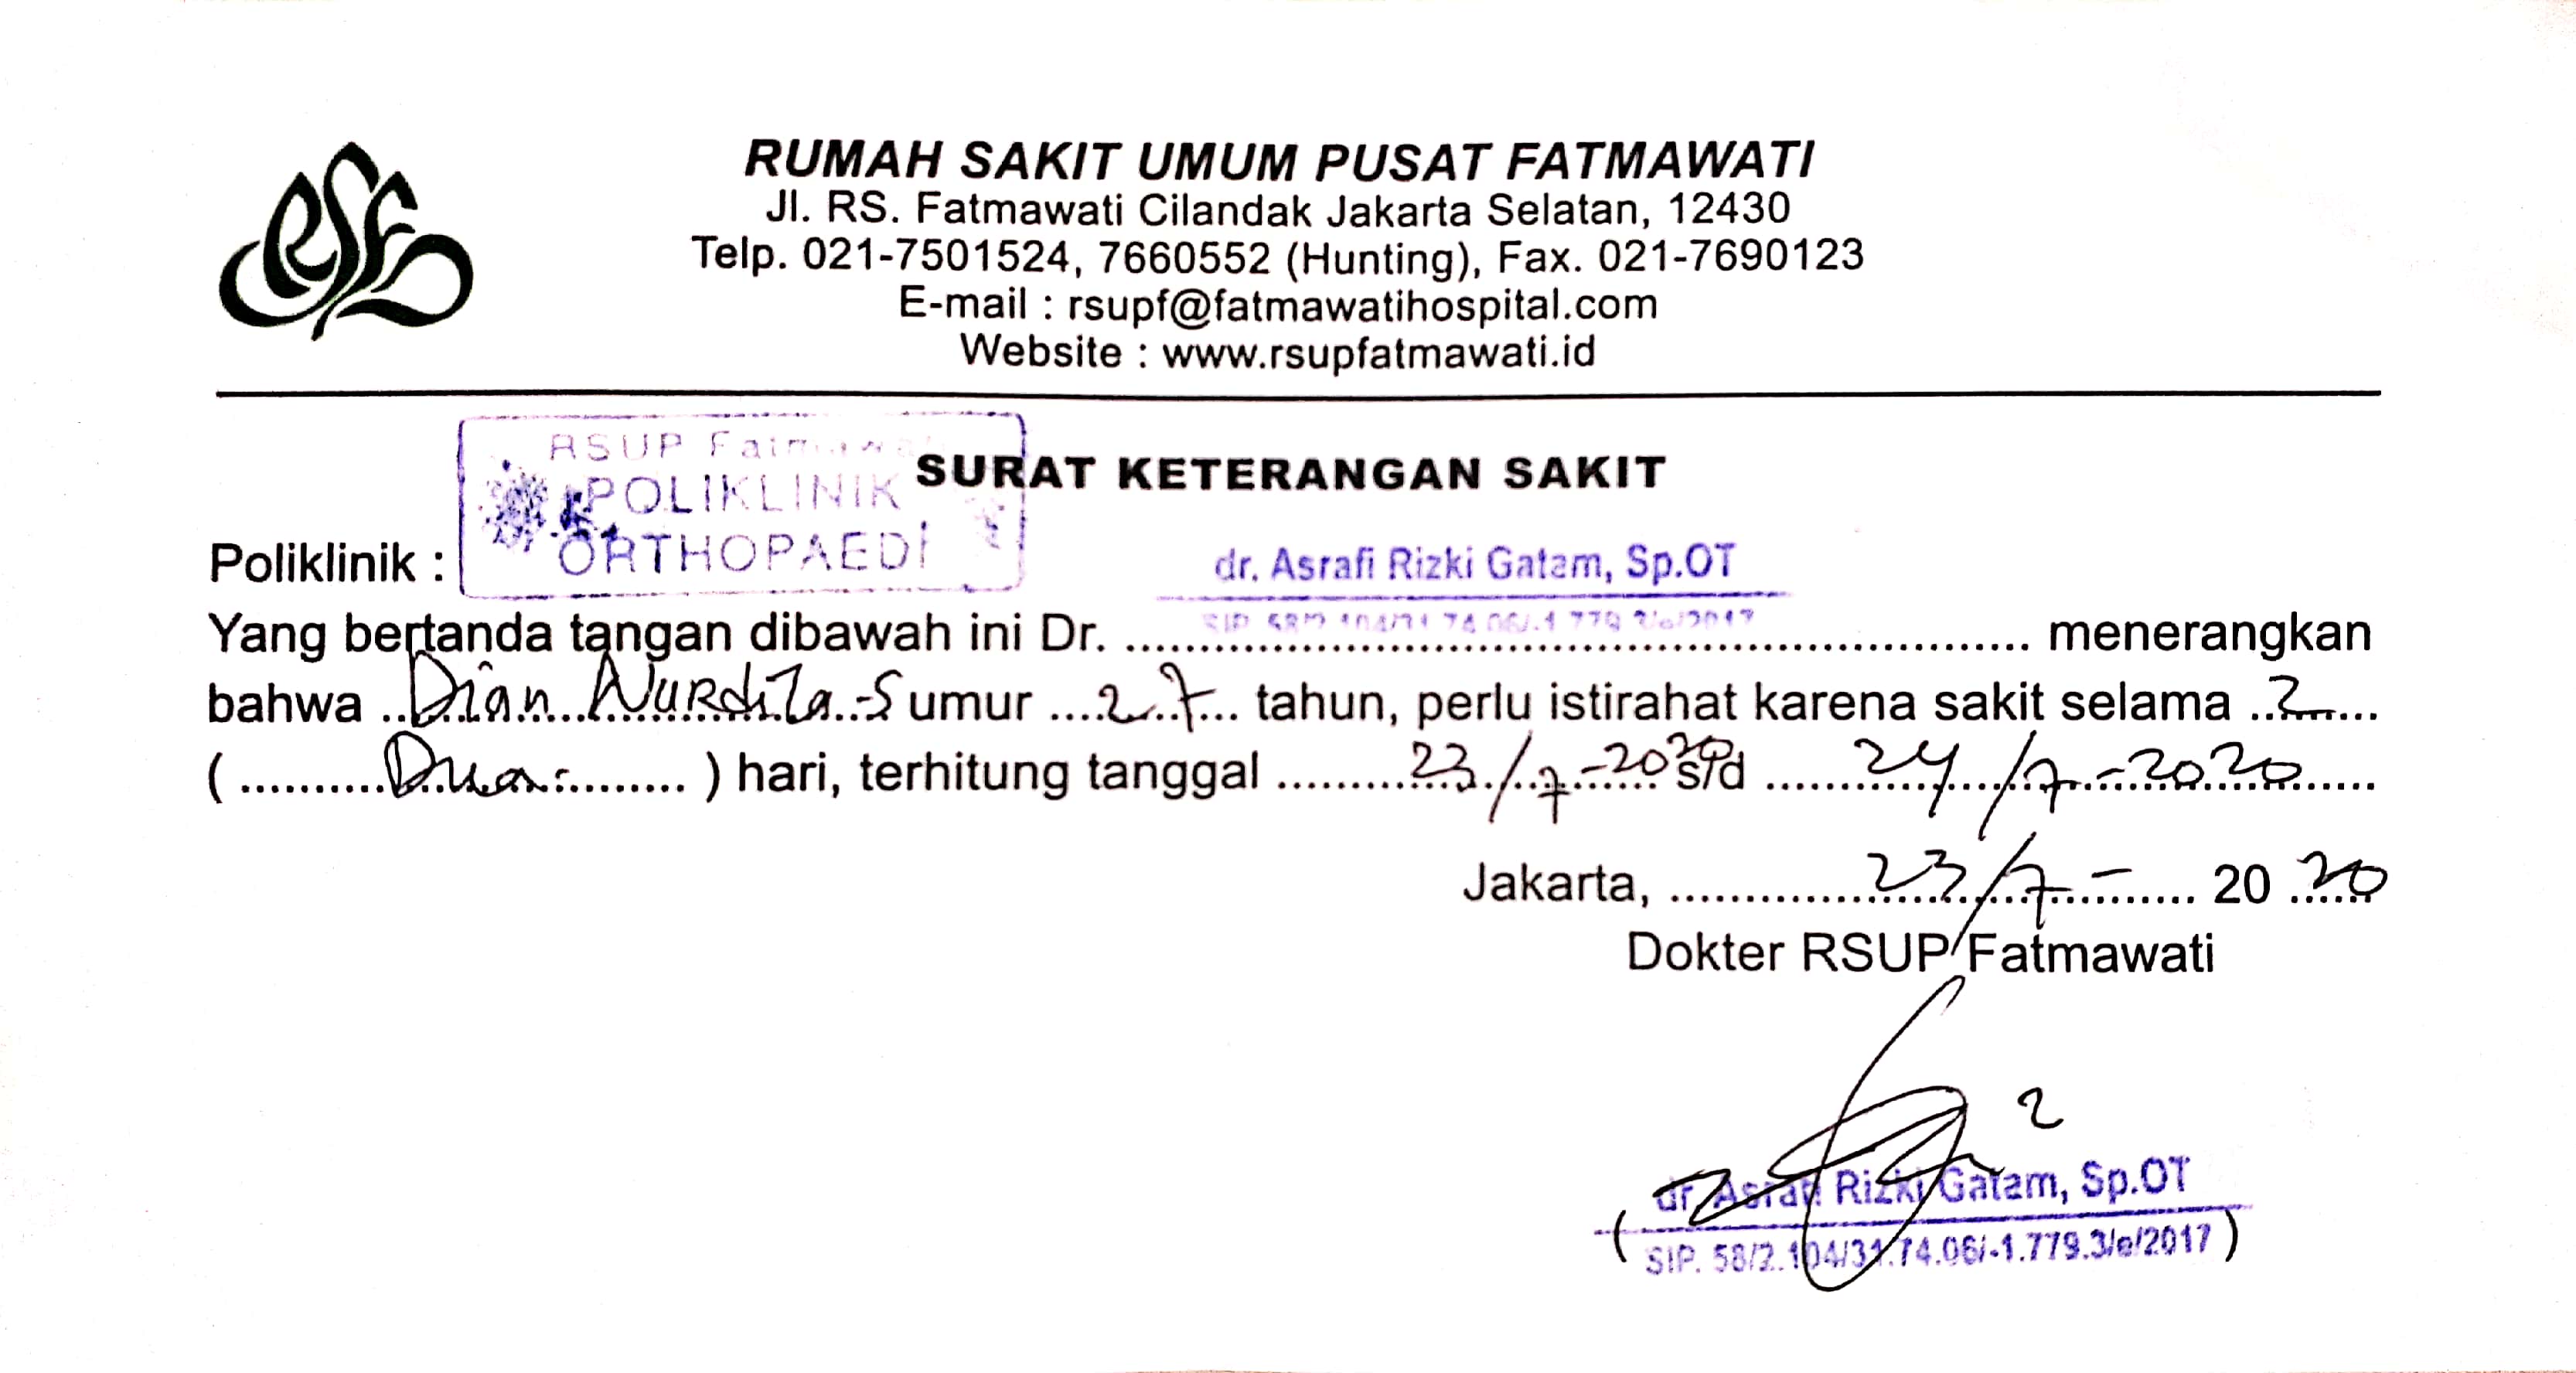 RSF
RUMAH SAKIT UMUM PUSAT FATMAWATI
Jl. RS. Fatmawati Cilandak Jakarta Selatan, 12430
Telp. 021-7501524, 7660552 (Hunting), Fax. 021-7690123
E-mail : rsupf@fatmawatihospital.com
Website : www.rsupfatmawati.id
RSUP Fatmawati
SURAT KETERANGAN SAKIT
POLIKLINIK
Poliklinik : ORTHOPAEDI
dr. Asrafi Rizki Gatam, Sp.OT
SIP. 58/2.104/31.74.06/-1.779.3/e/2017
Yang bertanda tangan dibawah ini Dr. ........ menerangkan
bahwa Dian Nurdiza-S umur 27 tahun, perlu istirahat karena sakit selama 2
( Dua ) hari, terhitung tanggal 23/7-2020 s/d 24/7-2020
Jakarta, 23/7- 20 20
Dokter RSUP Fatmawati
2
dr. Asrafi Rizki Gatam, Sp.OT
( SIP. 58/2.104/31.74.06/-1.779.3/e/2017 )